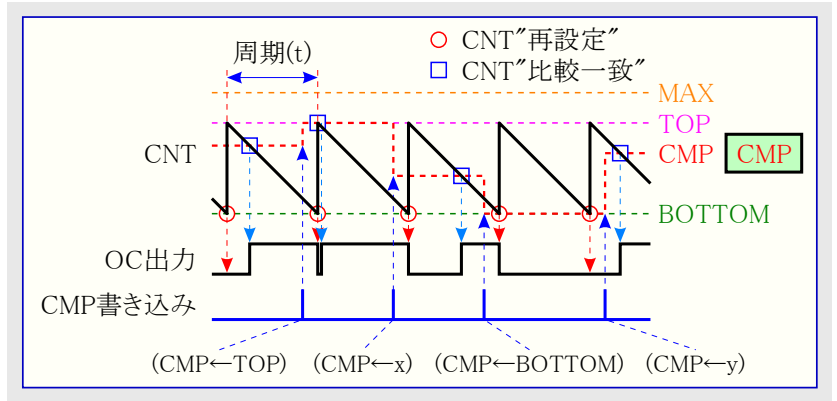 周期(t)
CNT"再設定"
CNT"比較一致"
MAX
TOP
CNT
CMP
CMP
BOTTOM
OC出力
CMP書き込み
(CMP←TOP)
(CMP←x)
(CMP←BOTTOM)
(CMP←y)